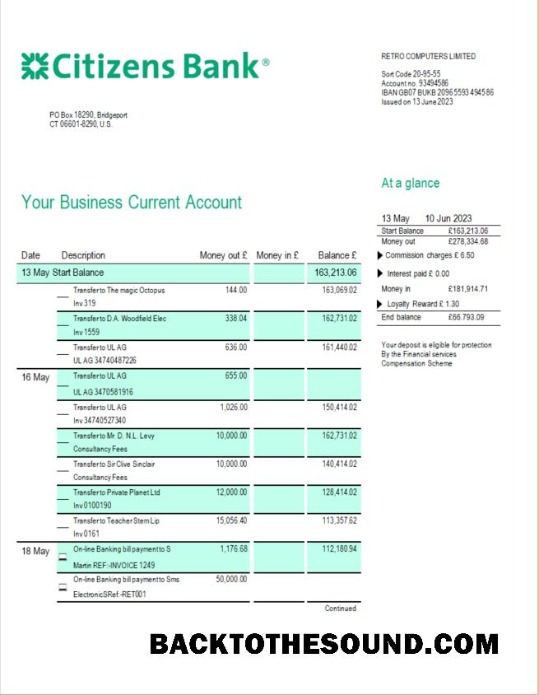 Citizens Bank®
PO Box 18290, Bridgeport
CT 06601-8290, U.S.
RETRO COMPUTERS LIMITED
Sort Code 20-95-55
Account no. 93494586
IBAN GB07 BUKB 20965593 494586
Issued on 13 June 2023
Your Business Current Account
Date Description Money out £ Money in £ Balance £
13 May Start Balance 163,213.06
Transfer to The magic Octopus 144.00 163,069.02
Inv 319
Transfer to D.A. Woodfield Elec 338.04 162,731.02
Inv 1559
Transfer to UL AG 636.00 161,440.02
UL AG 34740487226
16 May Transfer to UL AG 655.00
UL AG 3470581916
Transfer to UL AG 1,026.00 150,414.02
Inv 34740527340
Transfer to Mr. D. N.L. Levy 10,000.00 162,731.02
Consultancy Fees
Transfer to Sir Clive Sinclair 10,000.00 140,414.02
Consultancy Fees
Transfer to Private Planet Ltd 12,000.00 128,414.02
Inv 0100190
Transfer to Teacher Stem Lip 15,056.40 113,357.62
Inv 0161
18 May On-line Banking bill payment to S 1,176.68 112,180.94
Martin REF:-INVOICE 1249
On-line Banking bill payment to Sms 50,000.00
Electronic SRef:-RET001
Continued
At a glance
13 May 10 Jun 2023
Start Balance £163,213.06
Money out £278,334.68
Commission charges £ 6.50
Interest paid £ 0.00
Money in £181,914.71
Loyalty Reward £ 1.30
End balance £66.793.09
Your deposit is eligible for protection
By the Financial services
Compensation Scheme
BACKTOTHESOUND.COM